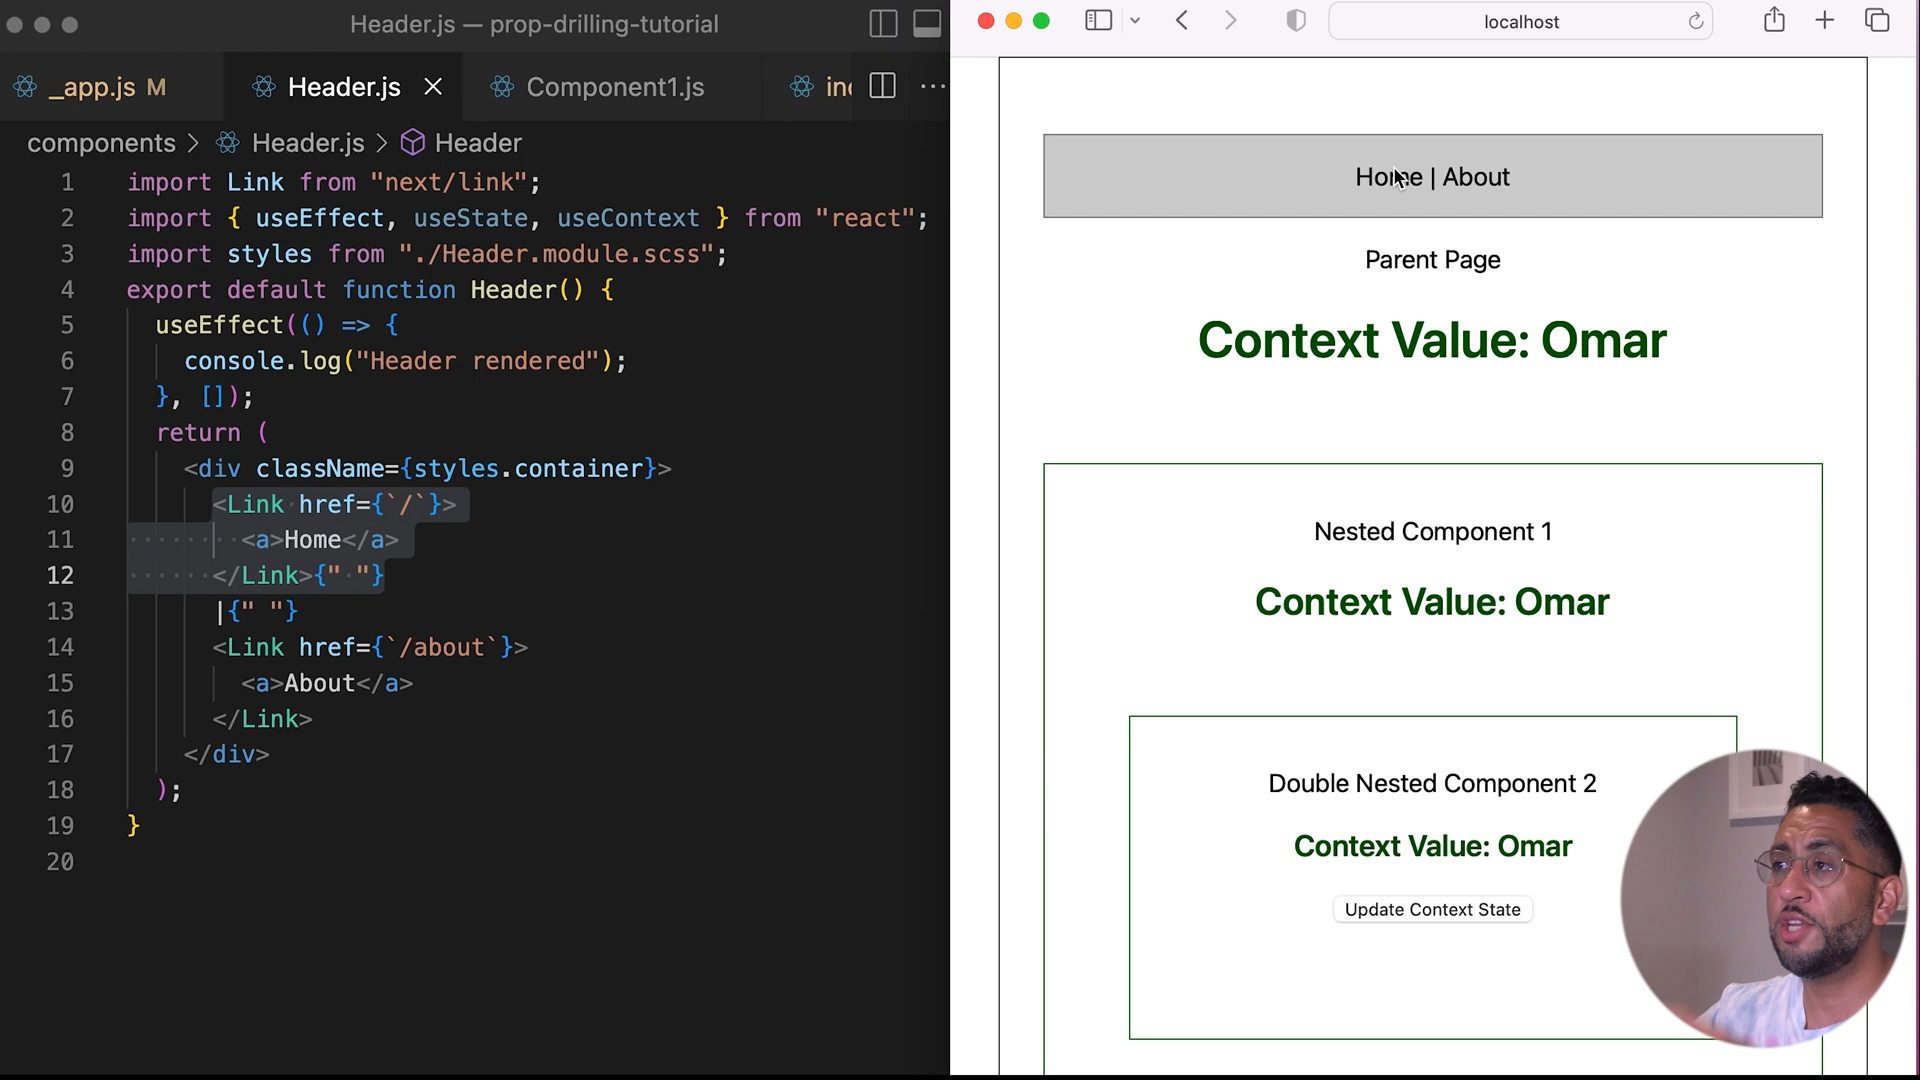 Header.js — prop-drilling-tutorial
_app.js M
Header.js
Component1.js
components > Header.js > Header
1 import Link from "next/link";
2 import { useEffect, useState, useContext } from "react";
3 import styles from "./Header.module.scss";
4 export default function Header() {
5 useEffect(() => {
6 console.log("Header rendered");
7 }, []);
8 return (
9 <div className={styles.container}>
10 <Link href={`/`}>
11 <a>Home</a>
12 </Link>{" "}
13 |{" "}
14 <Link href={`/about`}>
15 <a>About</a>
16 </Link>
17 </div>
18 );
19 }
20
localhost
Home | About
Parent Page
Context Value: Omar
Nested Component 1
Context Value: Omar
Double Nested Component 2
Context Value: Omar
Update Context State